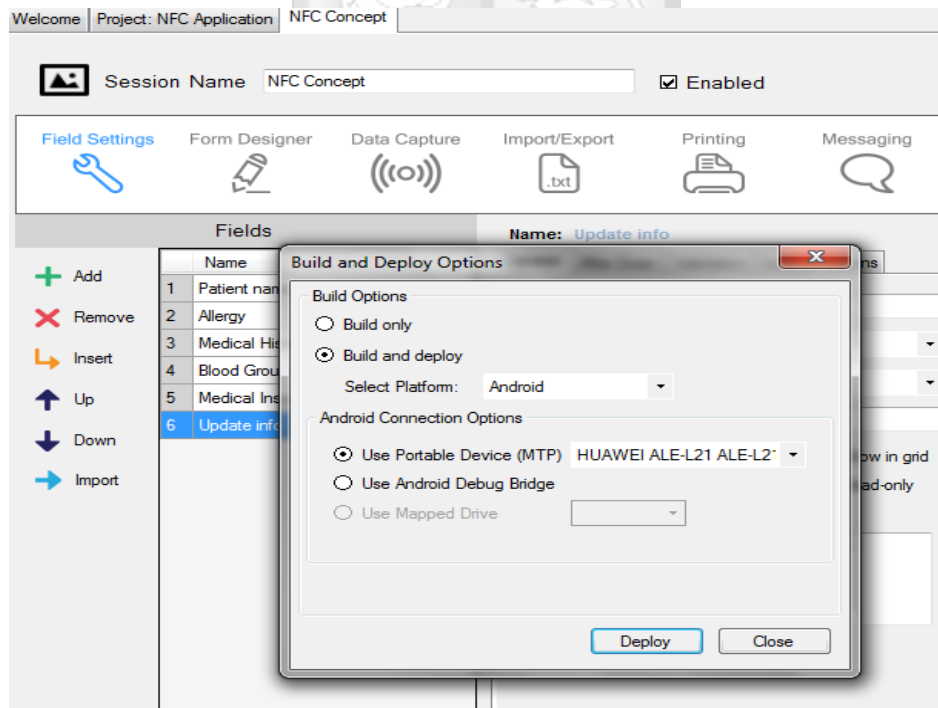 Welcome Project: NFC Application NFC Concept
Session Name NFC Concept Enabled
Field Settings Form Designer Data Capture Import/Export Printing Messaging
.txt
Fields
Name: Update info
Add
Remove
Insert
Up
Down
Import
Name
1 Patient nam
2 Allergy
3 Medical His
4 Blood Grou
5 Medical Ins
6 Update info
Build and Deploy Options
ns
Build Options
Build only
Build and deploy
Select Platform: Android
Android Connection Options
Use Portable Device (MTP) HUAWEI ALE-L21 ALE-L21
Use Android Debug Bridge
Use Mapped Drive
ow in grid
ad-only
Deploy Close